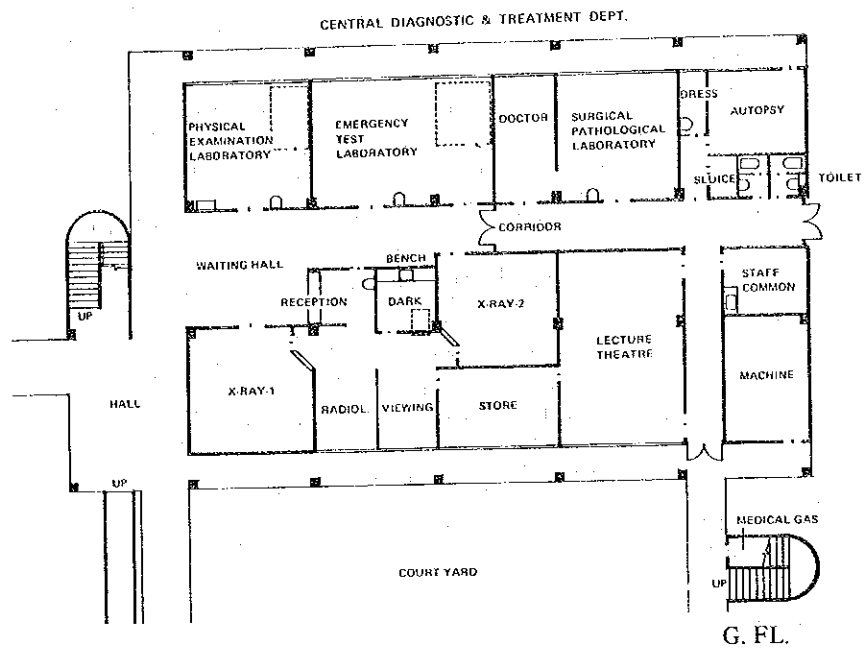 CENTRAL DIAGNOSTIC & TREATMENT DEPT.
PHYSICAL
EXAMINATION
LABORATORY
EMERGENCY
TEST
LABORATORY
DOCTOR
SURGICAL
PATHOLOGICAL
LABORATORY
DRESS
AUTOPSY
SLUICE
TOILET
CORRIDOR
WAITING HALL
BENCH
RECEPTION
DARK
X-RAY-2
STAFF
COMMON
UP
LECTURE
THEATRE
HALL
X-RAY-1
RADIOL.
VIEWING
STORE
MACHINE
UP
MEDICAL GAS
COURT YARD
UP
G. FL.